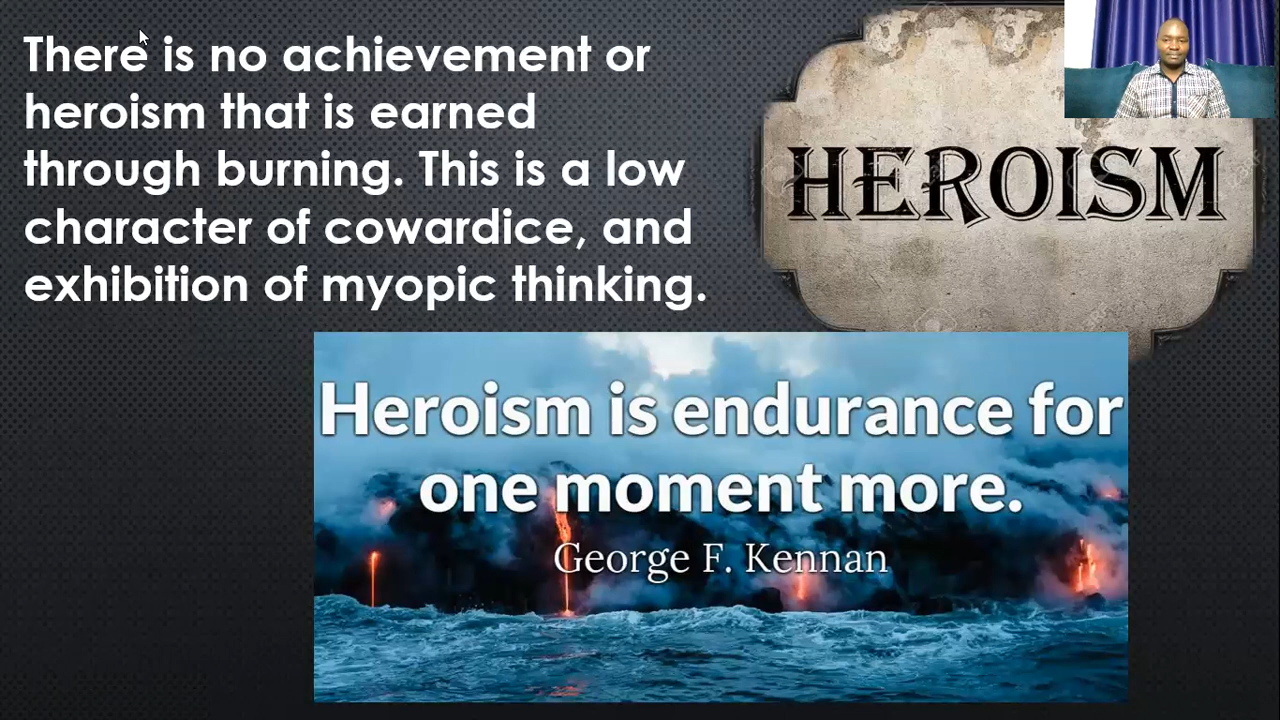 There is no achievement or
heroism that is earned
through burning. This is a low
character of cowardice, and
exhibition of myopic thinking.
HEROISM
Heroism is endurance for
one moment more.
George F. Kennan